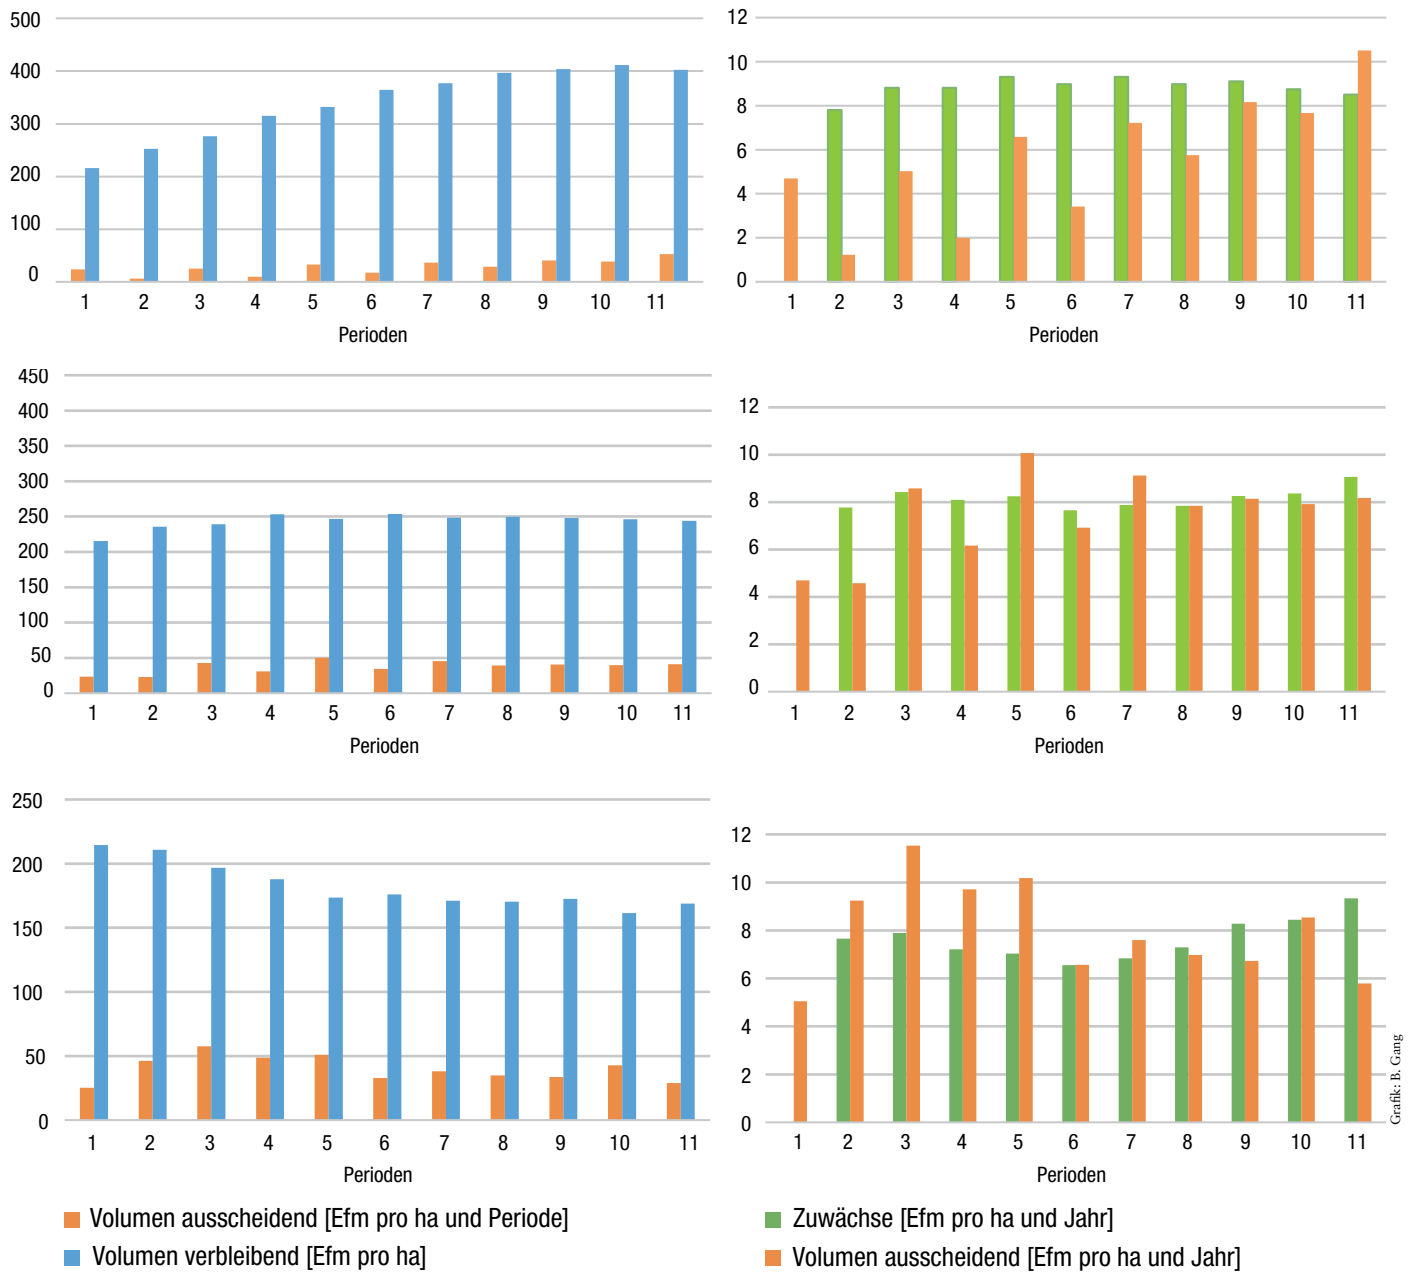 500
400
300
200
100
0
1 2 3 4 5 6 7 8 9 10 11
Perioden
12
10
8
6
4
2
0
1 2 3 4 5 6 7 8 9 10 11
Perioden
450
400
350
300
250
200
150
100
50
0
1 2 3 4 5 6 7 8 9 10 11
Perioden
12
10
8
6
4
2
0
1 2 3 4 5 6 7 8 9 10 11
Perioden
250
200
150
100
50
0
1 2 3 4 5 6 7 8 9 10 11
Perioden
12
10
8
6
4
2
0
1 2 3 4 5 6 7 8 9 10 11
Perioden
Grafik: B. Gang
Volumen ausscheidend [Efm pro ha und Periode]
Volumen verbleibend [Efm pro ha]
Zuwächse [Efm pro ha und Jahr]
Volumen ausscheidend [Efm pro ha und Jahr]